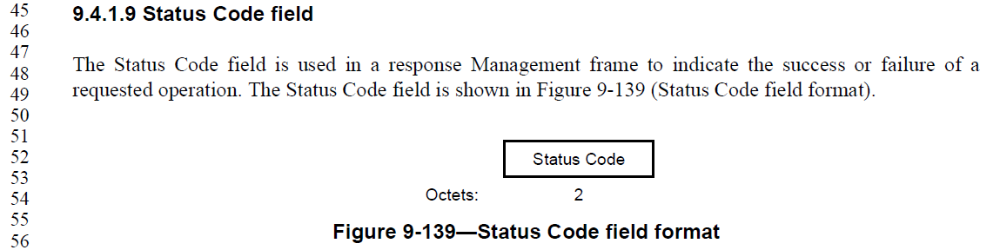 45 9.4.1.9 Status Code field
46
47
48 The Status Code field is used in a response Management frame to indicate the success or failure of a
49 requested operation. The Status Code field is shown in Figure 9-139 (Status Code field format).
50
51
52 Status Code
53
54 Octets: 2
55
56 Figure 9-139—Status Code field format